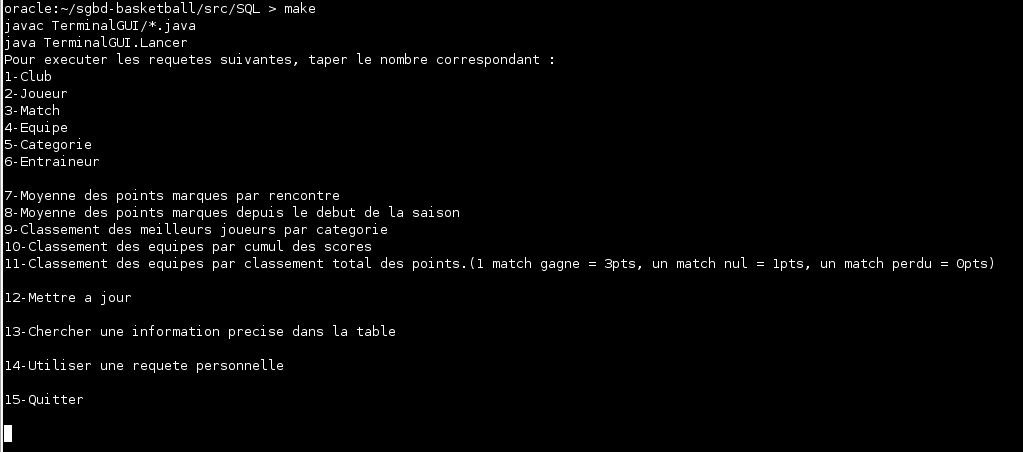 oracle:~/sgbd-basketball/src/SQL > make
javac TerminalGUI/*.java
java TerminalGUI.Lancer
Pour executer les requetes suivantes, taper le nombre correspondant :
1-Club
2-Joueur
3-Match
4-Equipe
5-Categorie
6-Entraineur
7-Moyenne des points marques par rencontre
8-Moyenne des points marques depuis le debut de la saison
9-Classement des meilleurs joueurs par categorie
10-Classement des equipes par cumul des scores
11-Classement des equipes par classement total des points.(1 match gagne = 3pts, un match nul = 1pts, un match perdu = 0pts)
12-Mettre a jour
13-Chercher une information precise dans la table
14-Utiliser une requete personnelle
15-Quitter